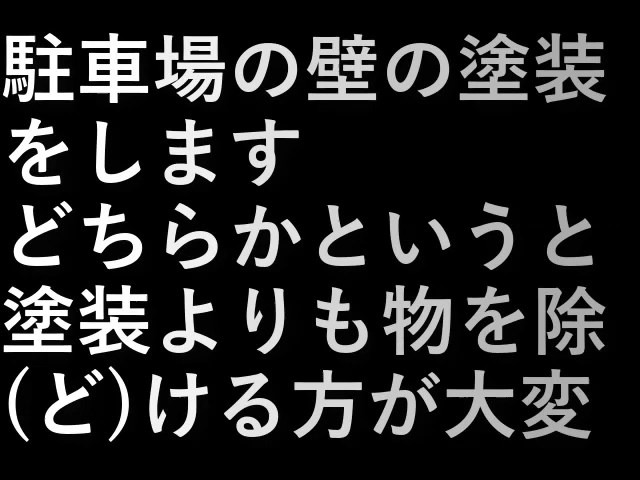 駐車場の壁の塗装
をします
どちらかというと
塗装よりも物を除
(ど)ける方が大変